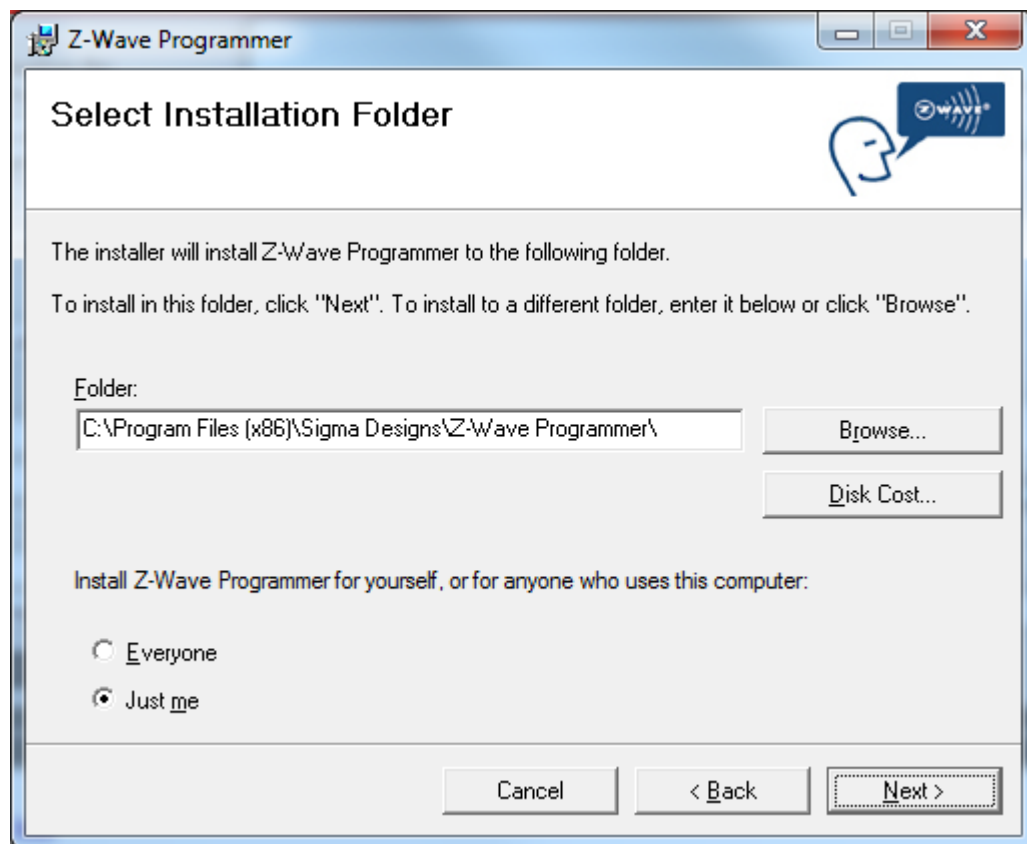 Z-Wave Programmer
Select Installation Folder
Z WAVE®
The installer will install Z-Wave Programmer to the following folder.
To install in this folder, click "Next". To install to a different folder, enter it below or click "Browse".
Folder:
C:\Program Files (x86)\Sigma Designs\Z-Wave Programmer\
Browse...
Disk Cost...
Install Z-Wave Programmer for yourself, or for anyone who uses this computer:
Everyone
Just me
Cancel
< Back
Next >